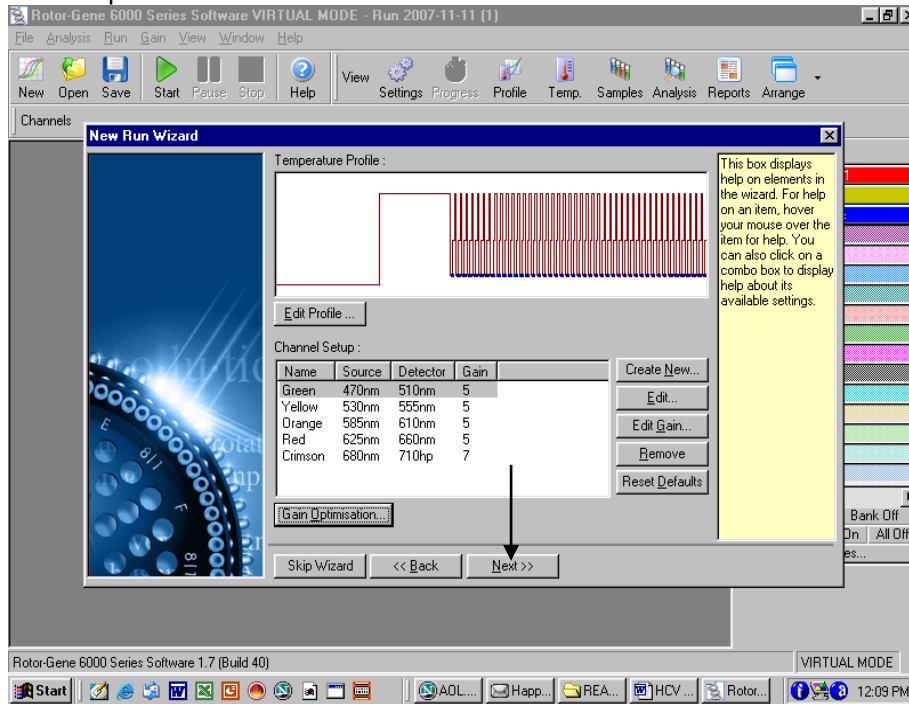 Rotor-Gene 6000 Series Software VIRTUAL MODE - Run 2007-11-11 (1)
File Analysis Run Gain View Window Help
New Open Save Start Pause Stop Help View Settings Progress Profile Temp. Samples Analysis Reports Arrange
Channels
New Run Wizard
Temperature Profile :
This box displays
help on elements in
the wizard. For help
on an item, hover
your mouse over the
item for help. You
can also click on a
combo box to display
help about its
available settings.
Edit Profile ...
Channel Setup :
Name Source Detector Gain
Green 470nm 510nm 5
Yellow 530nm 555nm 5
Orange 585nm 610nm 5
Red 625nm 660nm 5
Crimson 680nm 710hp 7
Create New...
Edit...
Edit Gain...
Remove
Reset Defaults
Gain Optimisation...
Bank Off
On All Off
es...
Skip Wizard << Back Next >>
Rotor-Gene 6000 Series Software 1.7 (Build 40) VIRTUAL MODE
Start AOL... Happ... REA... HCV ... Rotor... 12:09 PM